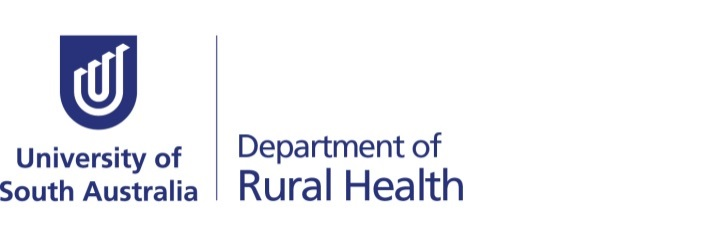 University of
South Australia
Department of
Rural Health